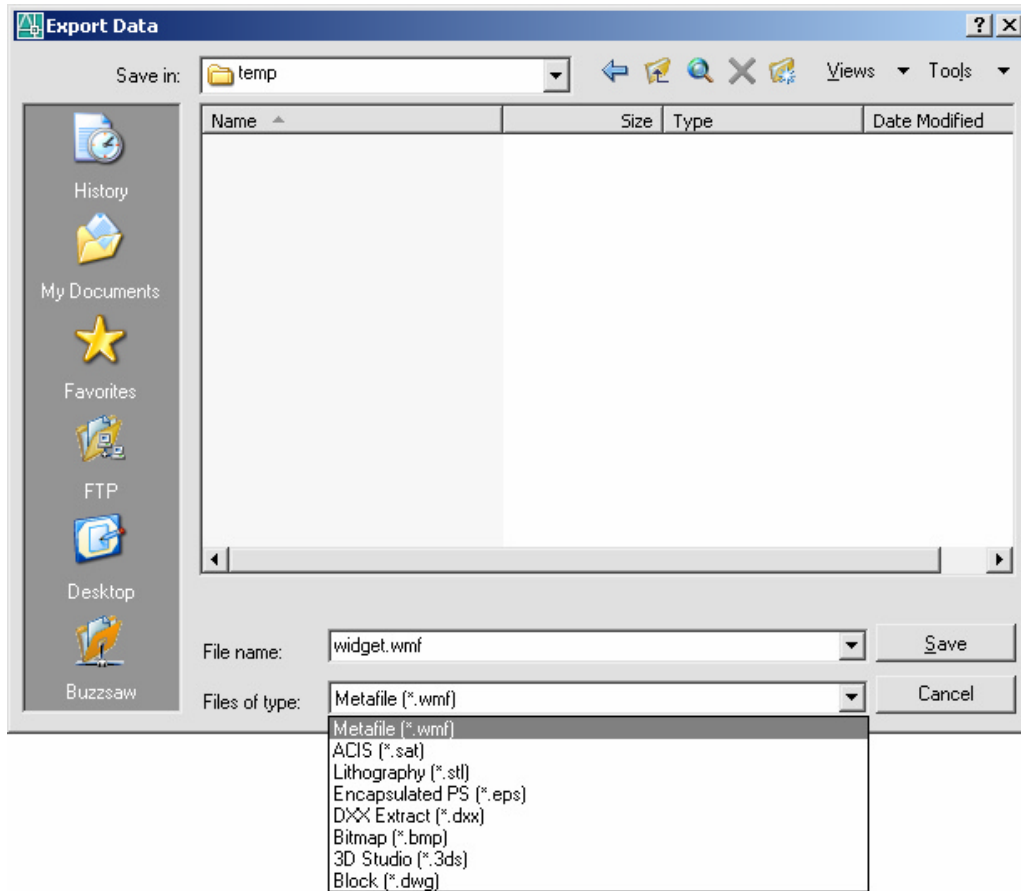 Export Data
Save in: temp Views Tools
Name Size Type Date Modified
History
My Documents
Favorites
FTP
Desktop
Buzzsaw
File name: widget.wmf Save
Files of type: Metafile (*.wmf) Cancel
Metafile (*.wmf)
ACIS (*.sat)
Lithography (*.stl)
Encapsulated PS (*.eps)
DXX Extract (*.dxx)
Bitmap (*.bmp)
3D Studio (*.3ds)
Block (*.dwg)